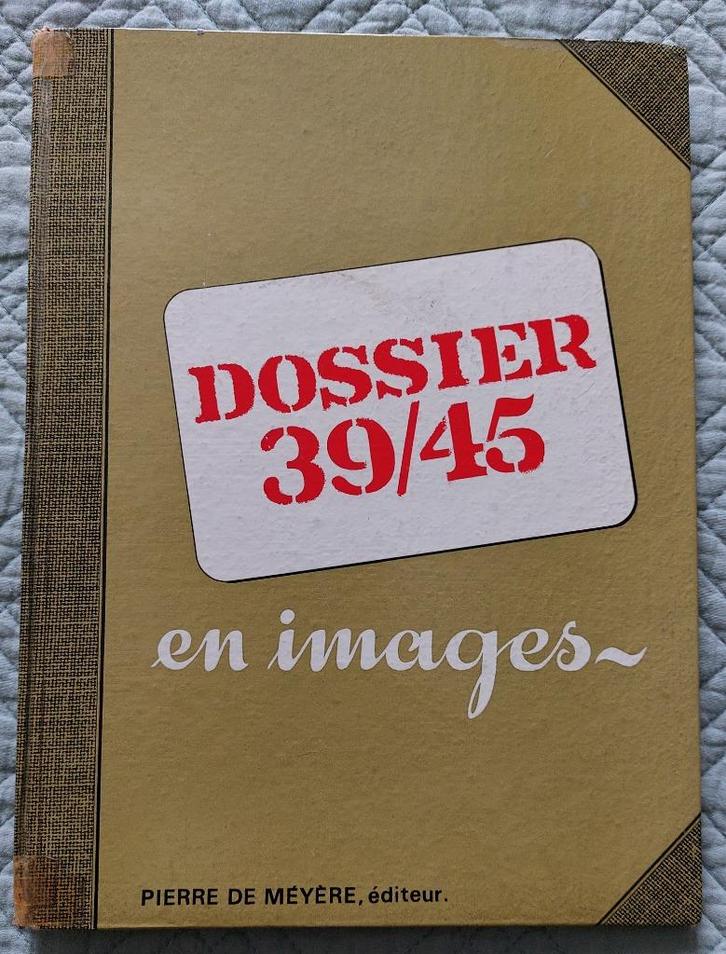 DOSSIER
39/45
en images~
PIERRE DE MÉYÈRE, éditeur.